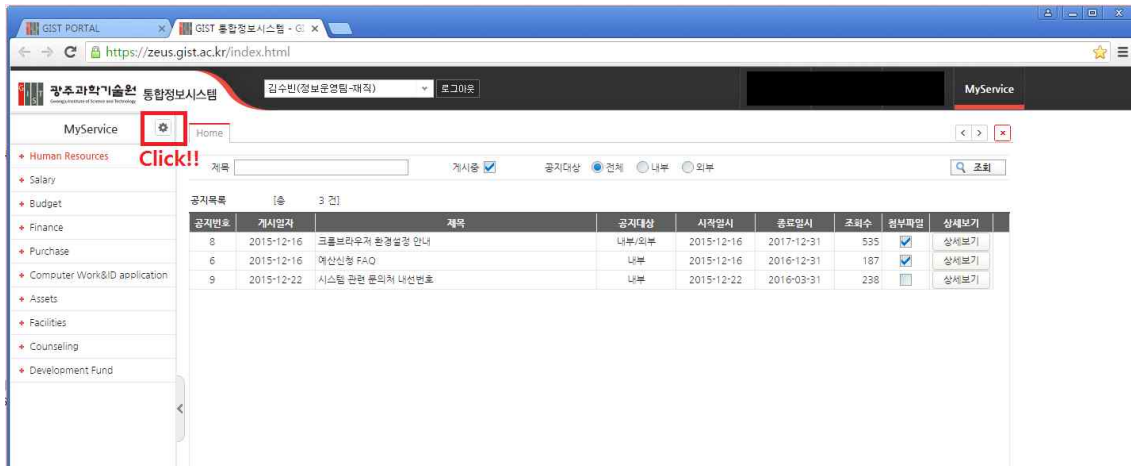 GIST PORTAL
GIST 통합정보시스템 - G
https://zeus.gist.ac.kr/index.html
광주과학기술원 통합정보시스템
Gwangju Institute of Science and Technology
김수빈(정보운영팀-재직)
로그아웃
MyService
MyService
Home
Click!!
Human Resources
Salary
Budget
Finance
Purchase
Computer Work&ID application
Assets
Facilities
Counseling
Development Fund
제목 게시중 공지대상 전체 내부 외부 조회
공지목록 [총 3 건]
공지번호 게시일자 제목 공지대상 시작일시 종료일시 조회수 첨부파일 상세보기
8 2015-12-16 크롬브라우저 환경설정 안내 내부/외부 2015-12-16 2017-12-31 535 상세보기
6 2015-12-16 예산신청 FAQ 내부 2015-12-16 2016-12-31 187 상세보기
9 2015-12-22 시스템 관련 문의처 내선번호 내부 2015-12-22 2016-03-31 238 상세보기